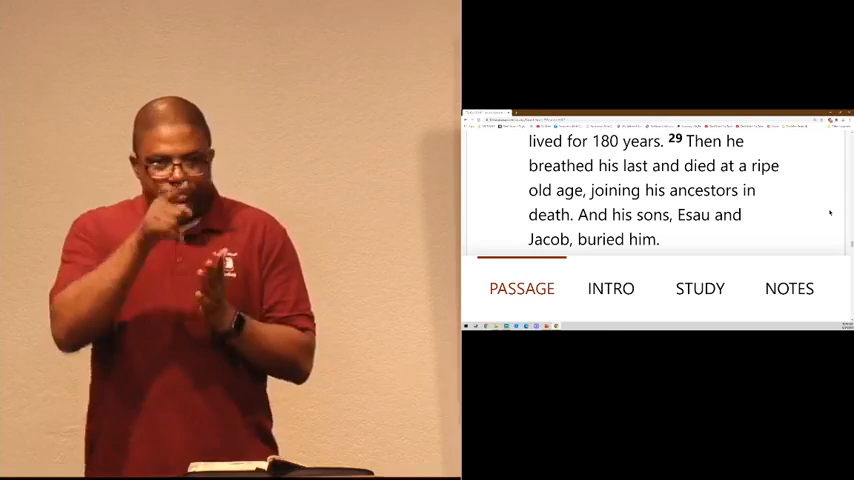 lived for 180 years. 29 Then he
breathed his last and died at a ripe
old age, joining his ancestors in
death. And his sons, Esau and
Jacob, buried him.
PASSAGE INTRO STUDY NOTES